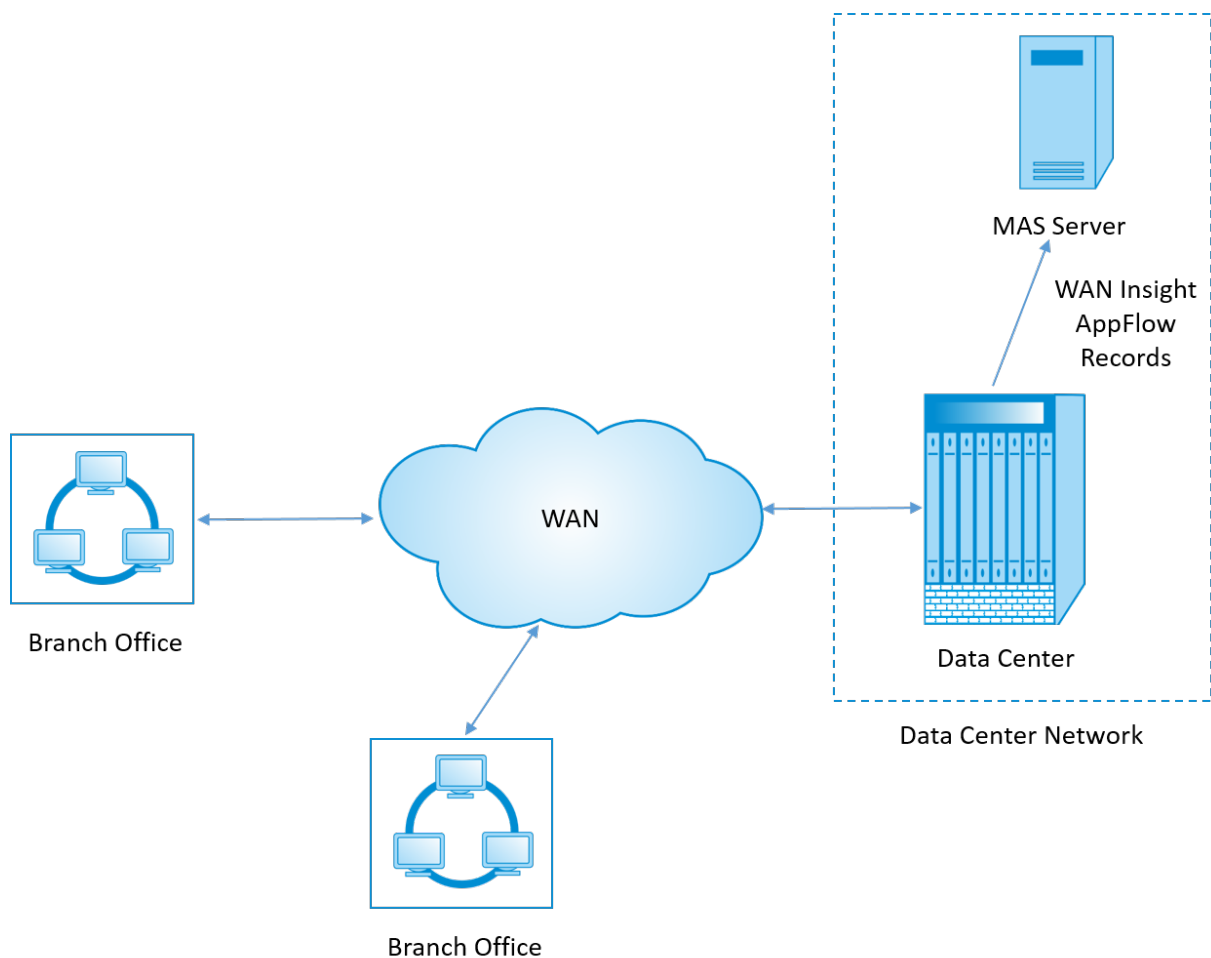 MAS Server
WAN Insight
AppFlow
Records
WAN
Branch Office
Data Center
Data Center Network
Branch Office